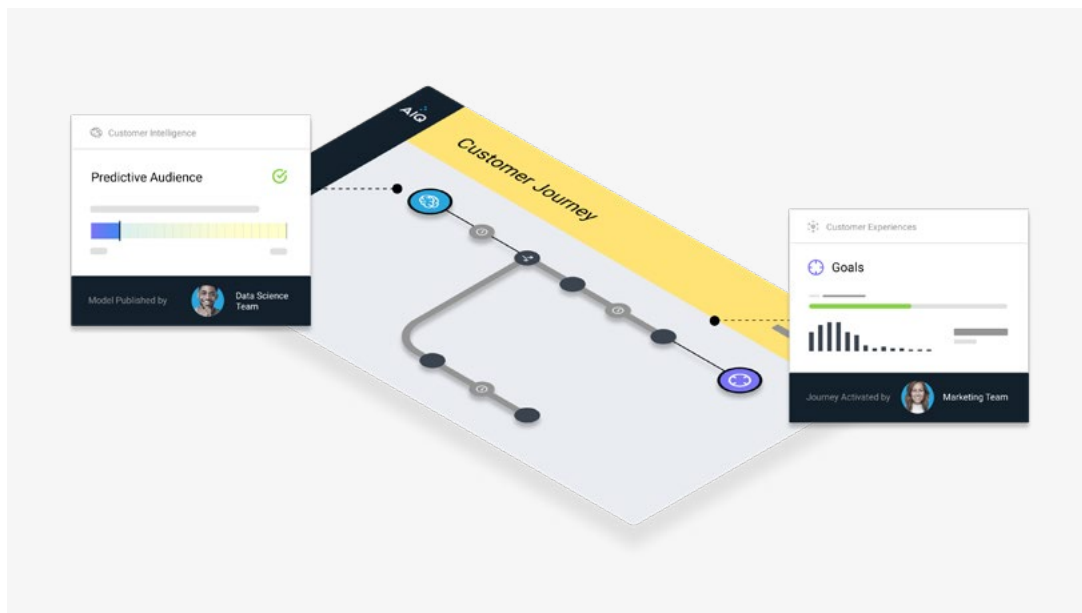 Customer Intelligence
Predictive Audience
Model Published by
Data Science
Team
AIQ
Customer Journey
Customer Experiences
Goals
Journey Activated by
Marketing Team